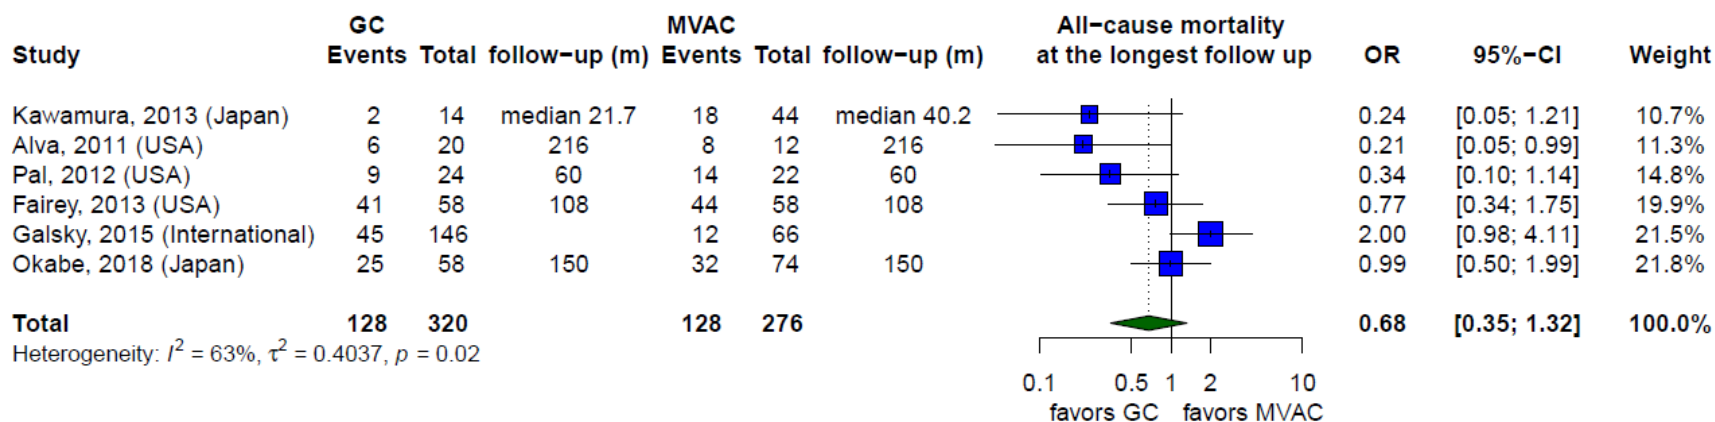 GC MVAC All−cause mortality
Study Events Total follow−up (m) Events Total follow−up (m) at the longest follow up OR 95%−CI Weight
Kawamura, 2013 (Japan) 2 14 median 21.7 18 44 median 40.2 0.24 [0.05; 1.21] 10.7%
Alva, 2011 (USA) 6 20 216 8 12 216 0.21 [0.05; 0.99] 11.3%
Pal, 2012 (USA) 9 24 60 14 22 60 0.34 [0.10; 1.14] 14.8%
Fairey, 2013 (USA) 41 58 108 44 58 108 0.77 [0.34; 1.75] 19.9%
Galsky, 2015 (International) 45 146 12 66 2.00 [0.98; 4.11] 21.5%
Okabe, 2018 (Japan) 25 58 150 32 74 150 0.99 [0.50; 1.99] 21.8%
Total 128 320 128 276 0.68 [0.35; 1.32] 100.0%
Heterogeneity: I² = 63%, τ² = 0.4037, p = 0.02
0.1 0.5 1 2 10
favors GC favors MVAC